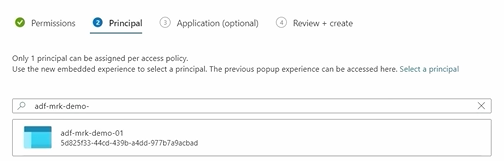 Permissions 2 Principal 3 Application (optional) 4 Review + create
Only 1 principal can be assigned per access policy.
Use the new embedded experience to select a principal. The previous popup experience can be accessed here. Select a principal
adf-mrk-demo-
adf-mrk-demo-01
5d825f33-44cd-439b-a4dd-977b7a9acbad